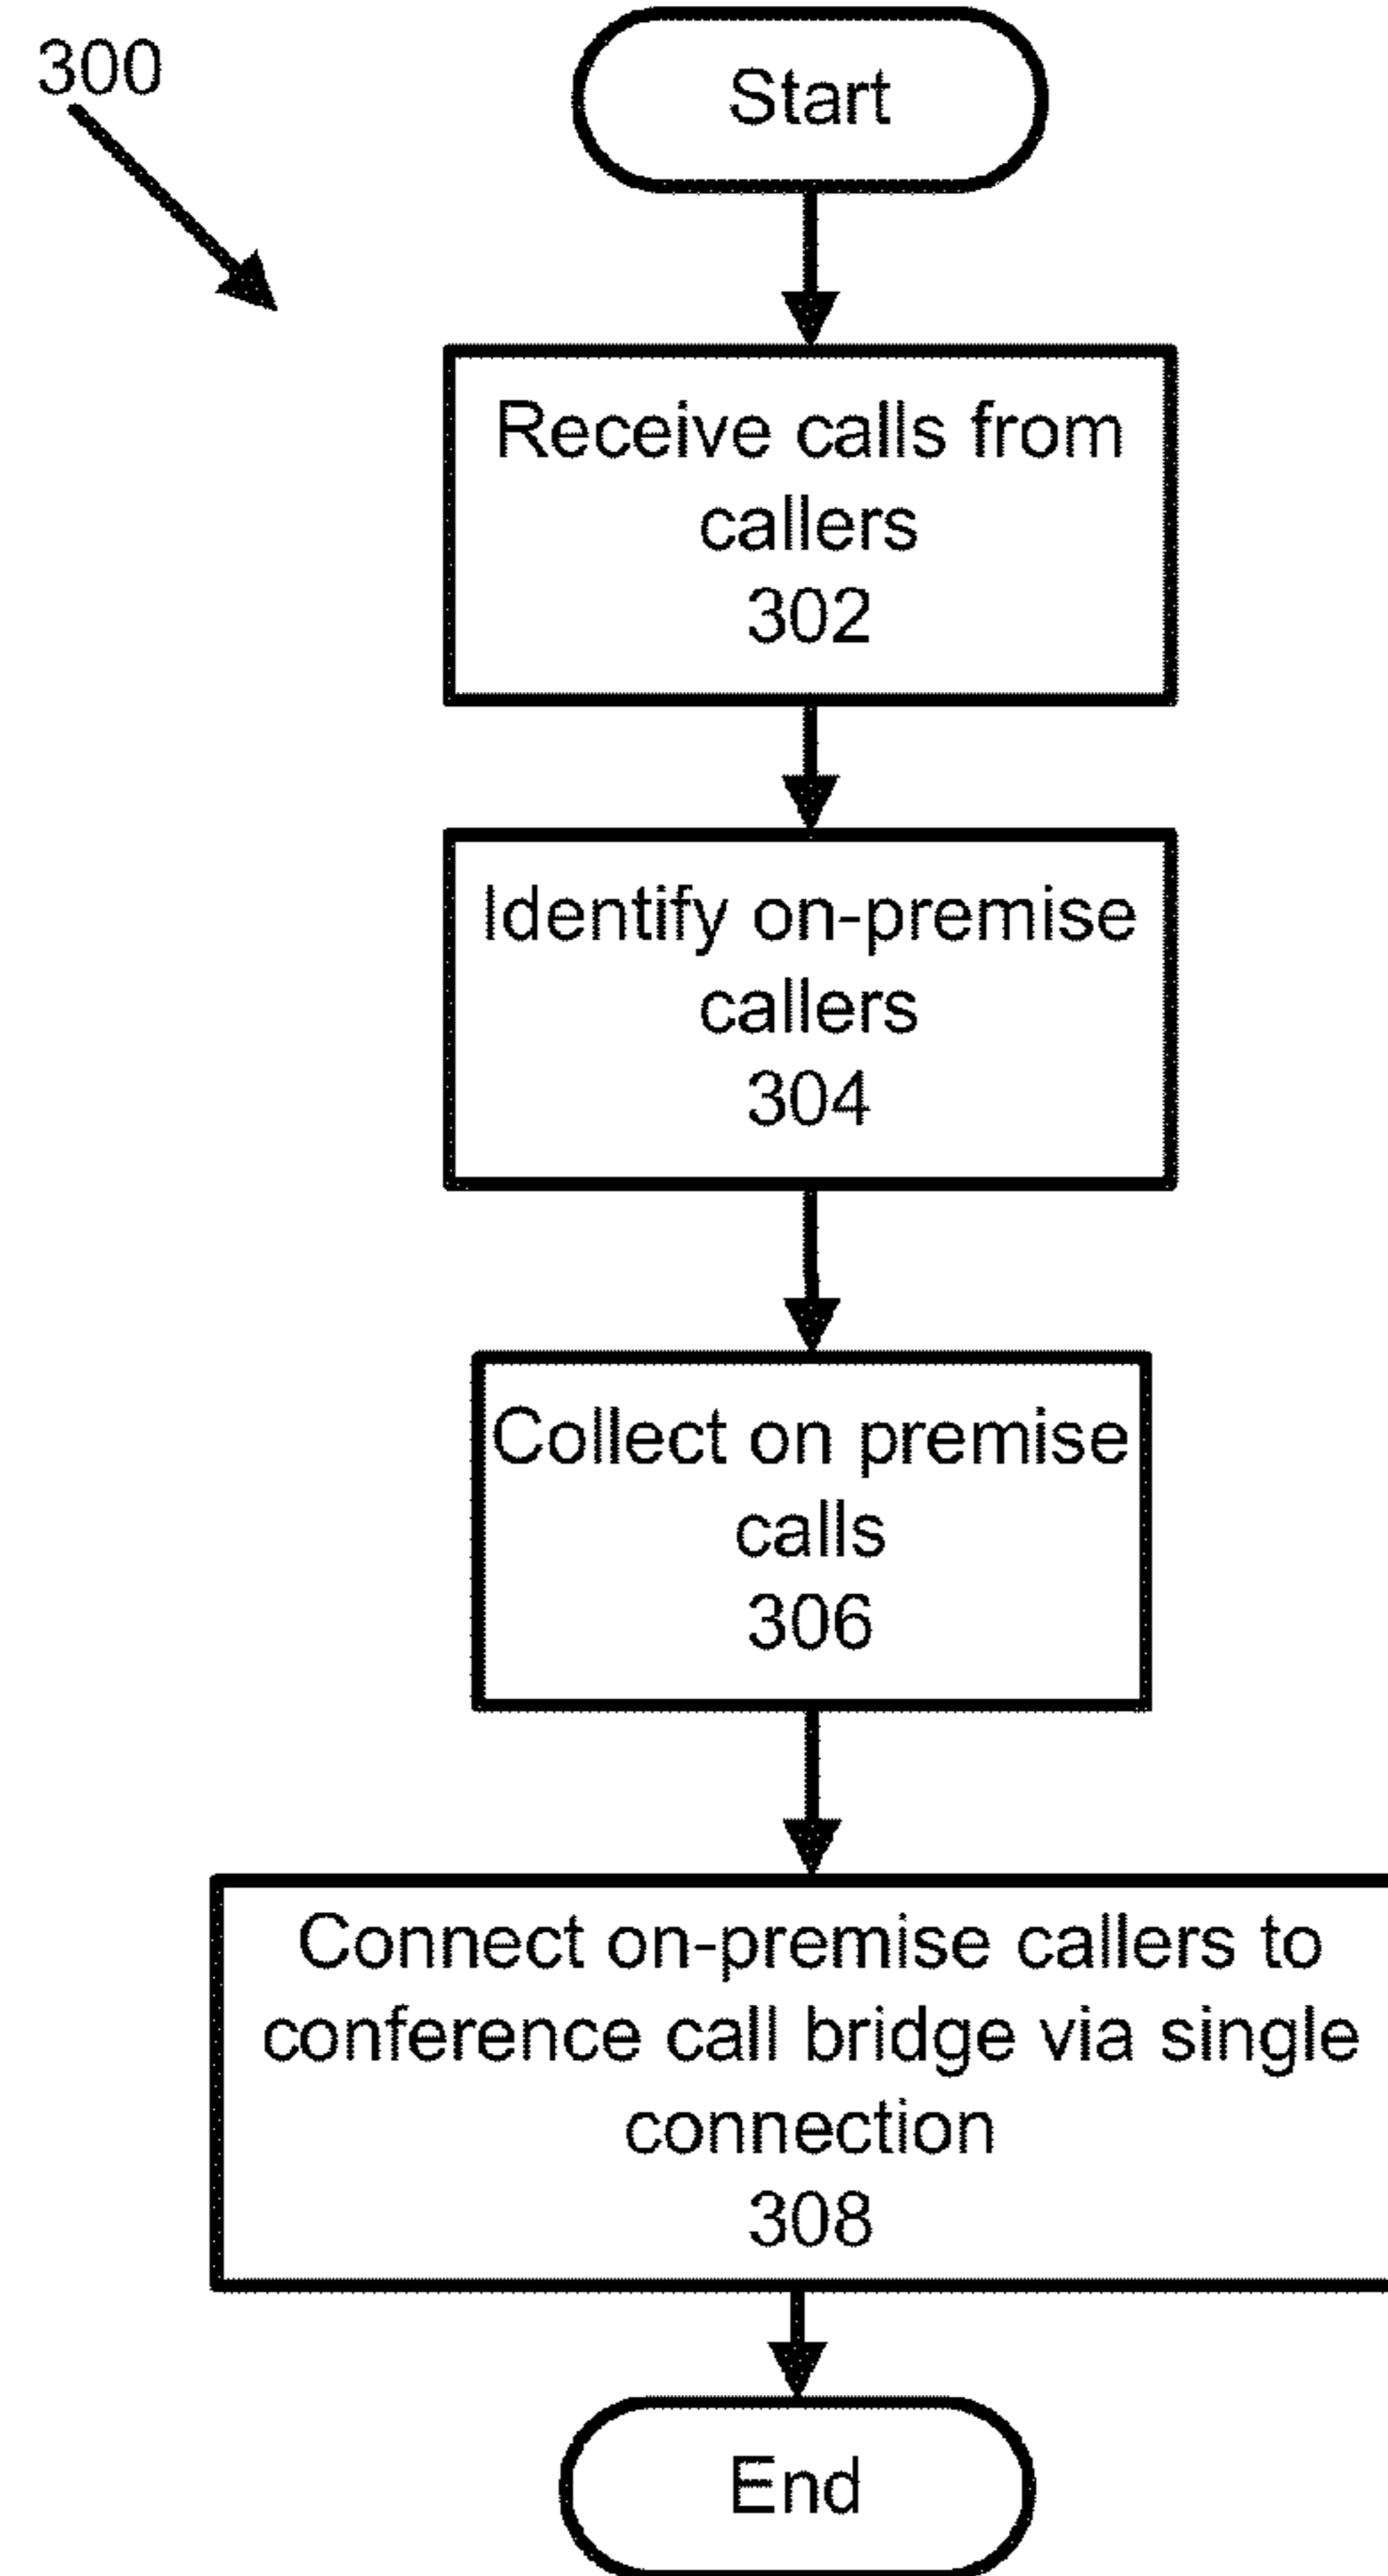 300
Start
Receive calls from
callers
302
Identify on-premise
callers
304
Collect on premise
calls
306
Connect on-premise callers to
conference call bridge via single
connection
308
End